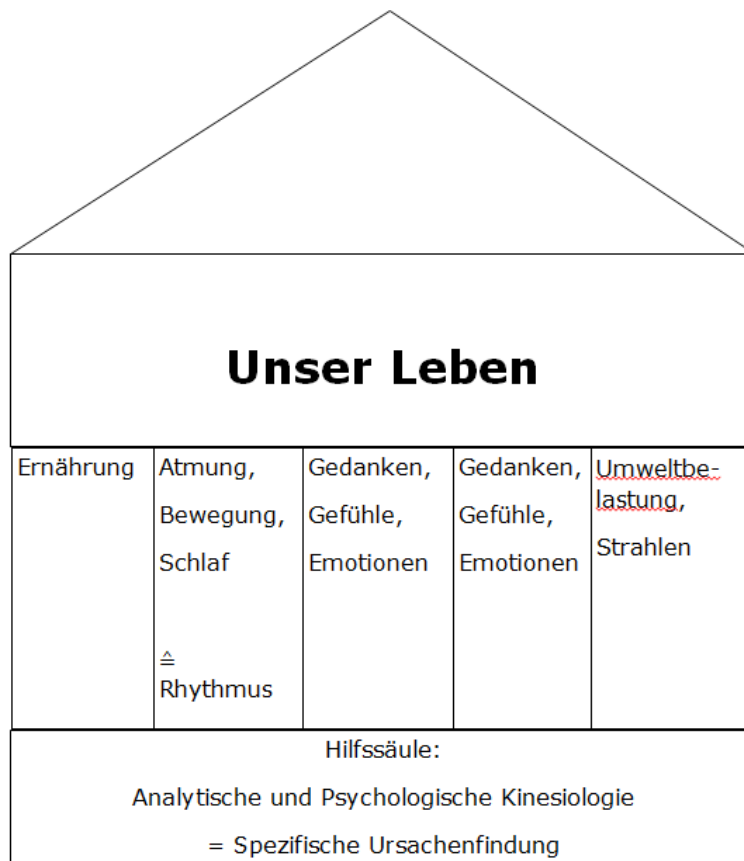 Unser Leben
Ernährung
Atmung,
Bewegung,
Schlaf
≙
Rhythmus
Gedanken,
Gefühle,
Emotionen
Gedanken,
Gefühle,
Emotionen
Umweltbe-
lastung,
Strahlen
Hilfssäule:
Analytische und Psychologische Kinesiologie
= Spezifische Ursachenfindung